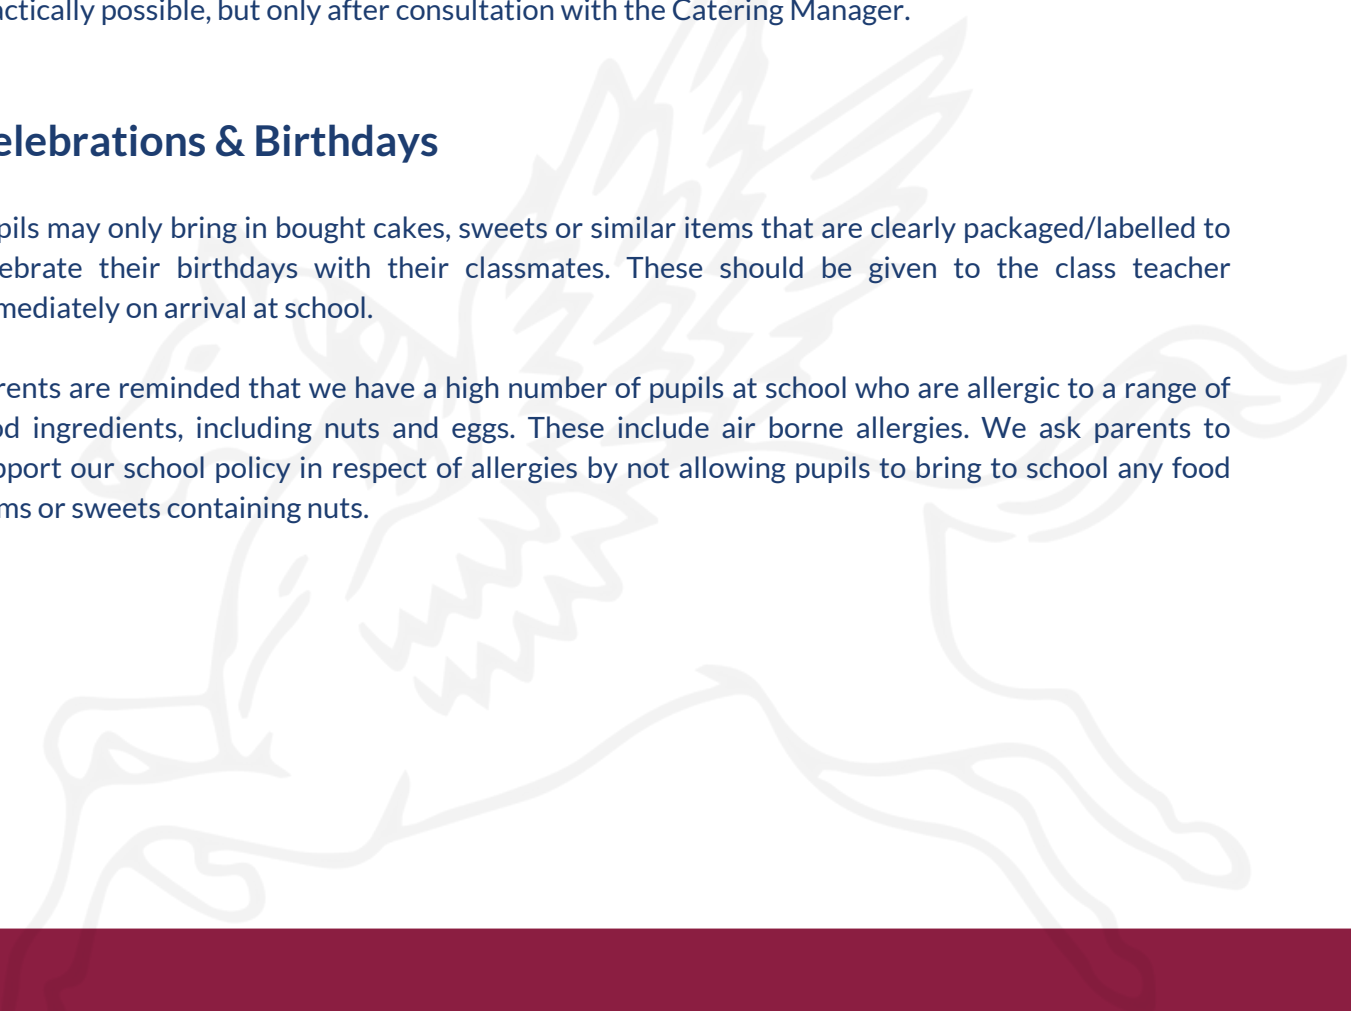 actically possible, but only after consultation with the Catering Manager.
elebrations & Birthdays
pils may only bring in bought cakes, sweets or similar items that are clearly packaged/labelled to
ebrate their birthdays with their classmates. These should be given to the class teacher
mediately on arrival at school.
rents are reminded that we have a high number of pupils at school who are allergic to a range of
od ingredients, including nuts and eggs. These include air borne allergies. We ask parents to
pport our school policy in respect of allergies by not allowing pupils to bring to school any food
ms or sweets containing nuts.